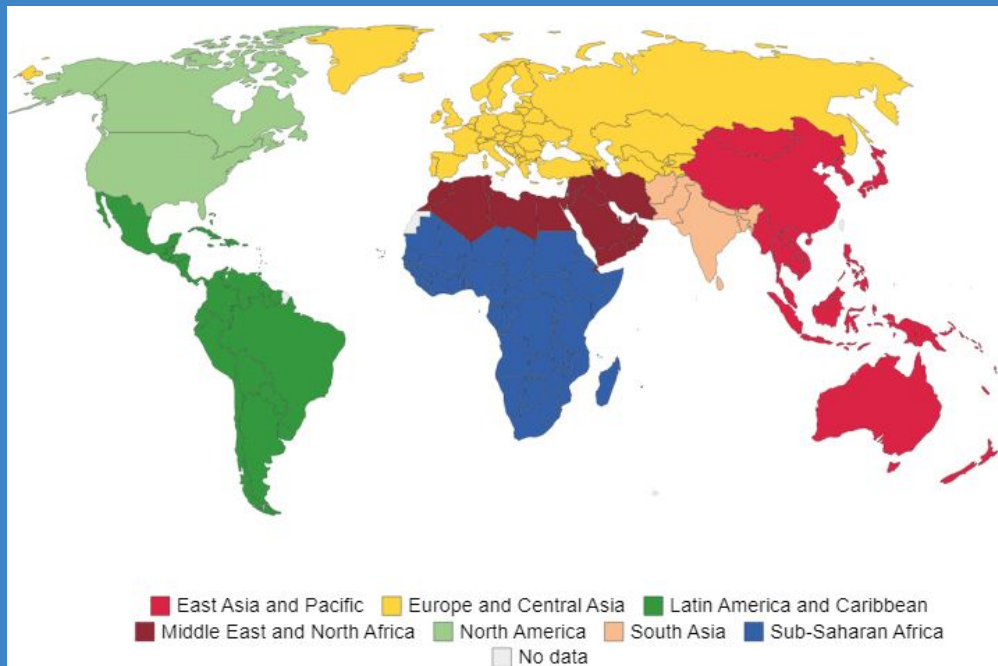 East Asia and Pacific Europe and Central Asia Latin America and Caribbean
Middle East and North Africa North America South Asia Sub-Saharan Africa
No data